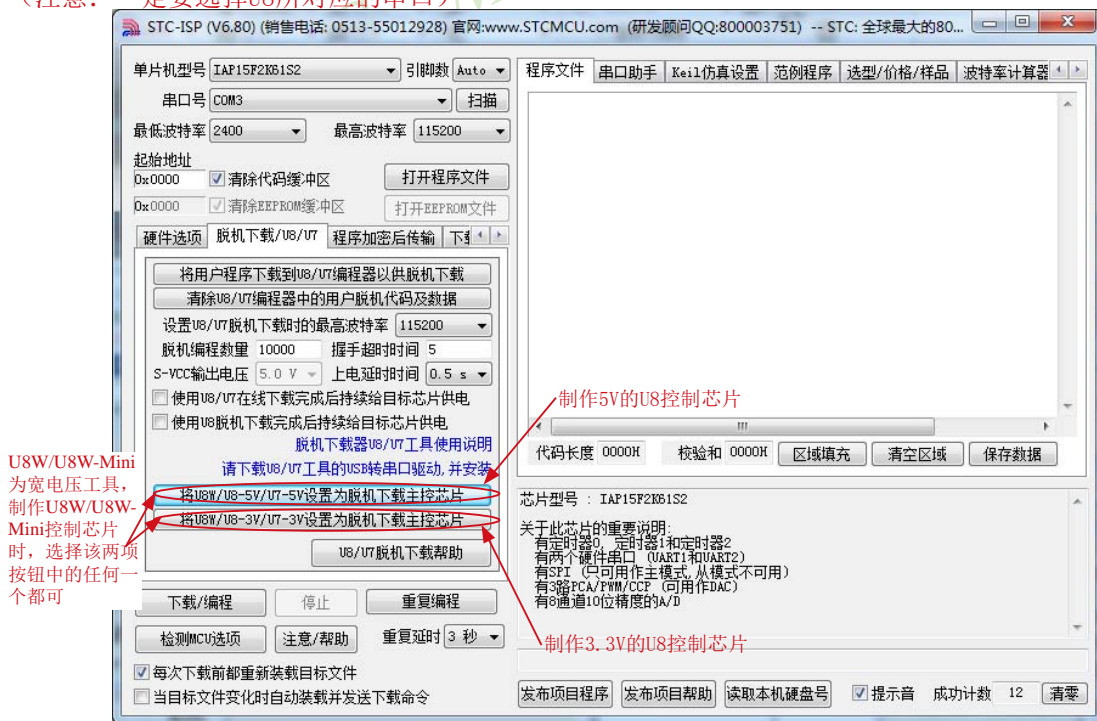 （注意：一定要选择U8所对应的串口）
STC-ISP (V6.80) (销售电话: 0513-55012928) 官网:www.STCMCU.com (研发顾问QQ:800003751) -- STC: 全球最大的80...
单片机型号 IAP15F2K61S2 引脚数 Auto
串口号 COM3 扫描
最低波特率 2400 最高波特率 115200
起始地址
0x0000 清除代码缓冲区 打开程序文件
0x0000 清除EEPROM缓冲区 打开EEPROM文件
硬件选项 脱机下载/U8/U7 程序加密后传输
将用户程序下载到U8/U7编程器以供脱机下载
清除U8/U7编程器中的用户脱机代码及数据
设置U8/U7脱机下载时的最高波特率 115200
脱机编程数量 10000 握手超时时间 5
S-VCC输出电压 5.0 V 上电延时时间 0.5 s
使用U8/U7在线下载完成后持续给目标芯片供电
使用U8脱机下载完成后持续给目标芯片供电
脱机下载器U8/U7工具使用说明
请下载U8/U7工具的USB转串口驱动,并安装
将U8W/U8-5V/U7-5V设置为脱机下载主控芯片
将U8W/U8-3V/U7-3V设置为脱机下载主控芯片
U8/U7脱机下载帮助
下载/编程 停止 重复编程
检测MCU选项 注意/帮助 重复延时 3 秒
每次下载前都重新装载目标文件
当目标文件变化时自动装载并发送下载命令
U8W/U8W-Mini
为宽电压工具，
制作U8W/U8W-
Mini控制芯片
时，选择该两项
按钮中的任何一
个都可
程序文件 串口助手 Keil仿真设置 范例程序 选型/价格/样品 波特率计算器
制作5V的U8控制芯片
代码长度 0000H 校验和 0000H 区域填充 清空区域 保存数据
芯片型号 : IAP15F2K61S2
关于此芯片的重要说明:
有定时器0, 定时器1和定时器2
有两个硬件串口 (UART1和UART2)
有SPI (只可用作主模式,从模式不可用)
有3路PCA/PWM/CCP (可用作DAC)
有8通道10位精度的A/D
制作3.3V的U8控制芯片
发布项目程序 发布项目帮助 读取本机硬盘号 提示音 成功计数 12 清零